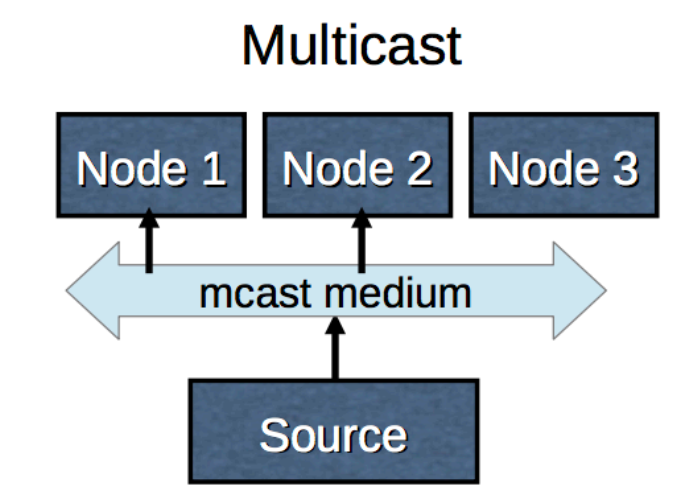 Multicast
Node 1
Node 2
Node 3
mcast medium
Source